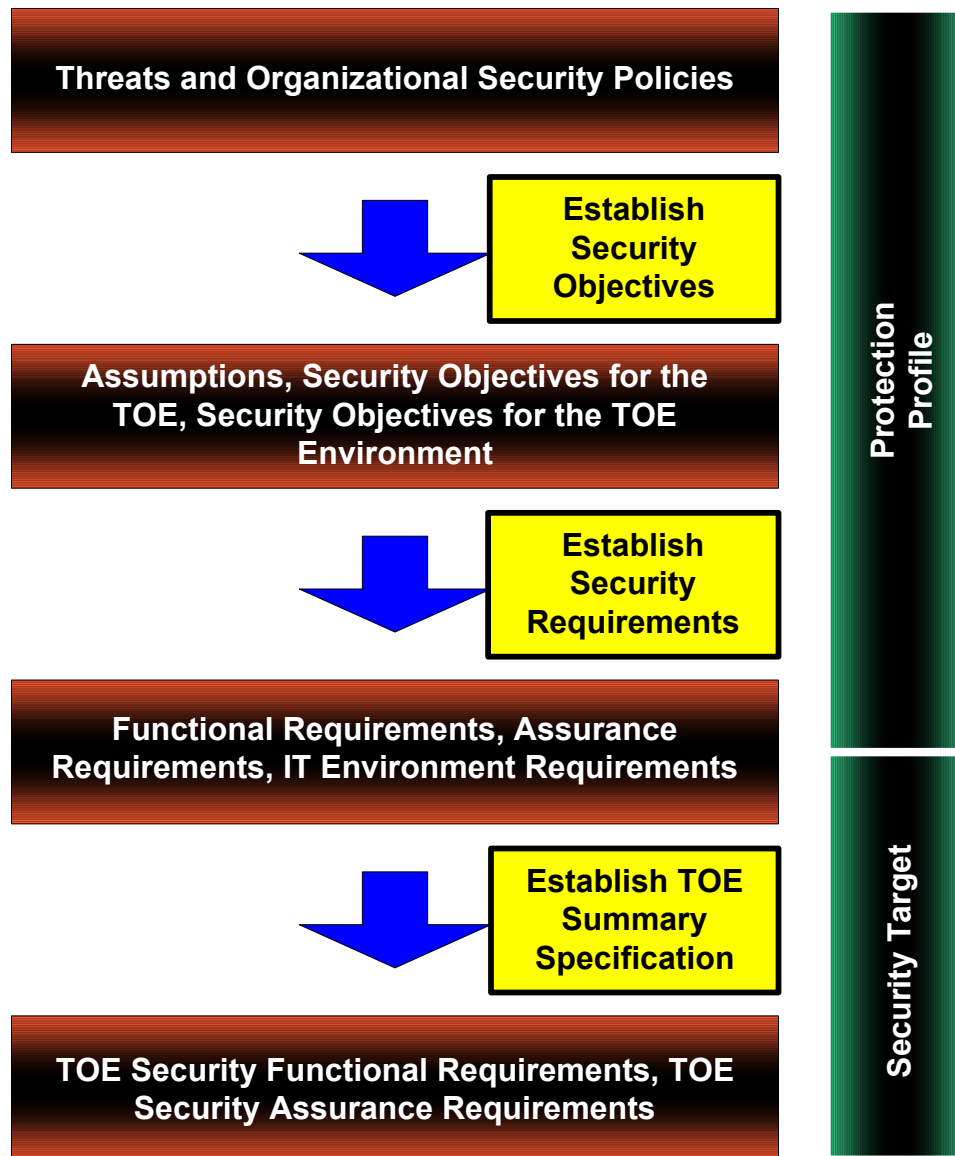 Threats and Organizational Security Policies
Establish
Security
Objectives
Assumptions, Security Objectives for the
TOE, Security Objectives for the TOE
Environment
Establish
Security
Requirements
Functional Requirements, Assurance
Requirements, IT Environment Requirements
Establish TOE
Summary
Specification
TOE Security Functional Requirements, TOE
Security Assurance Requirements
Protection
Profile
Security Target